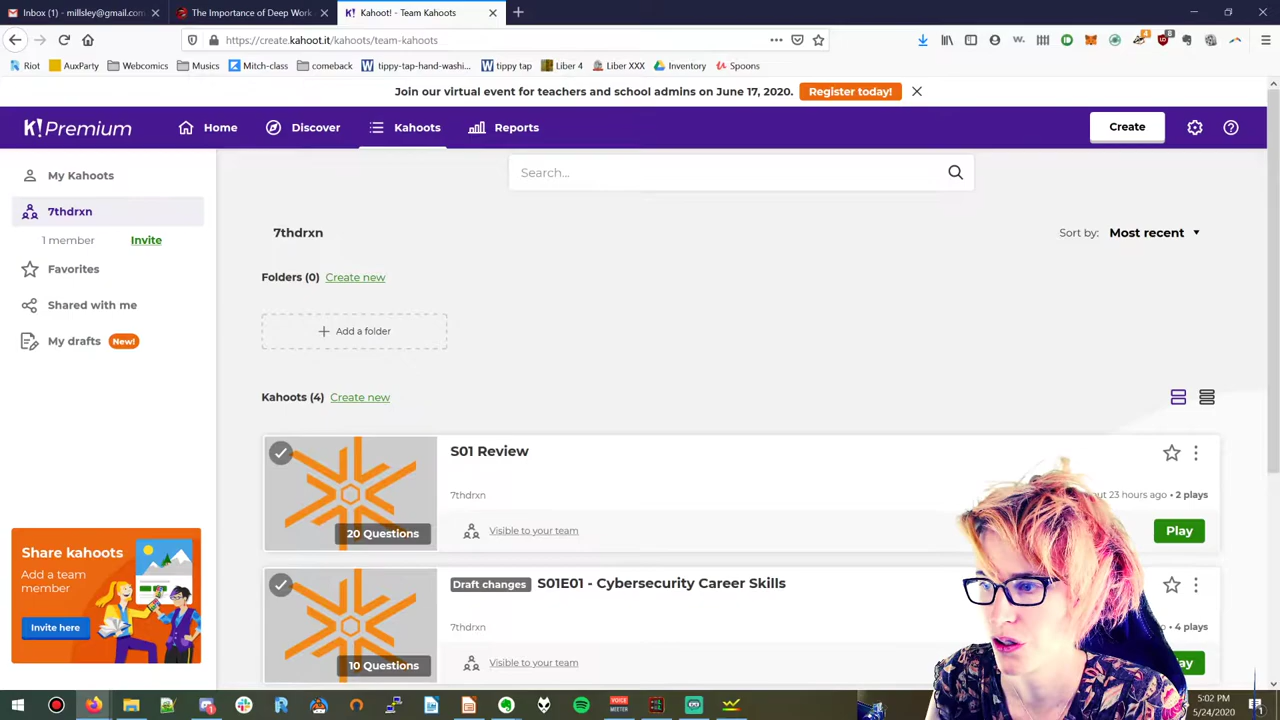 Inbox (1) - millsley@gmail.com
The Importance of Deep Work
Kahoot! - Team Kahoots
https://create.kahoot.it/kahoots/team-kahoots
4
8
Riot
AuxParty
Webcomics
Musics
Mitch-class
comeback
tippy-tap-hand-washi...
tippy tap
Liber 4
Liber XXX
Inventory
Spoons
Join our virtual event for teachers and school admins on June 17, 2020.
Register today!
K! Premium
Home
Discover
Kahoots
Reports
Create
My Kahoots
7thdrxn
1 member
Invite
Favorites
Shared with me
My drafts
New!
Search...
7thdrxn
Sort by: Most recent
Folders (0) Create new
Add a folder
Kahoots (4) Create new
S01 Review
7thdrxn
23 hours ago • 2 plays
20 Questions
Visible to your team
Play
Draft changes S01E01 - Cybersecurity Career Skills
7thdrxn
4 plays
10 Questions
Visible to your team
Share kahoots
Add a
team
member
Invite here
VOICE
MEETER
5:02 PM
5/24/2020